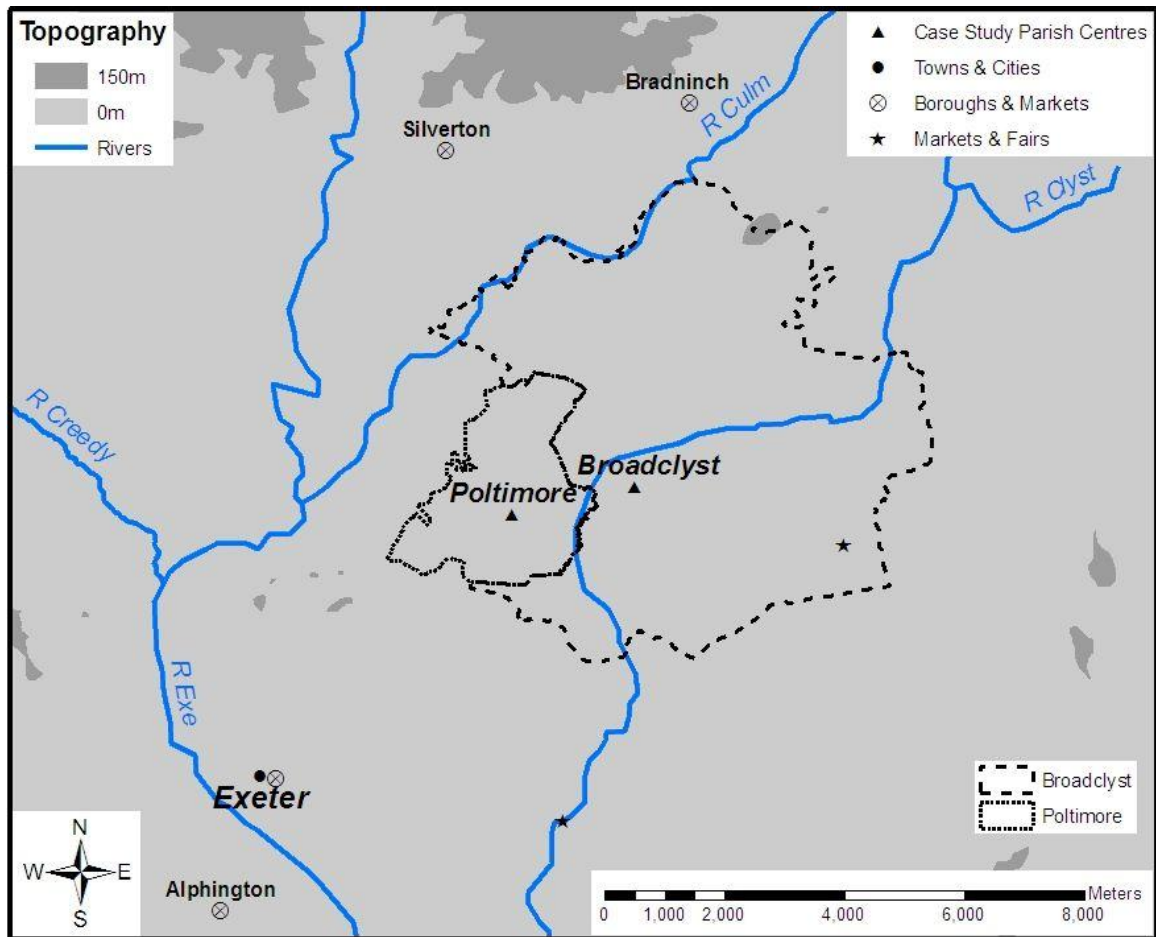 Topography
150m
0m
Rivers
Case Study Parish Centres
Towns & Cities
Boroughs & Markets
Markets & Fairs
Bradninch
Silverton
R Culm
R Clyst
R Creedy
Broadclyst
Poltimore
R Exe
Exeter
Alphington
N
W E
S
Broadclyst
Poltimore
Meters
0 1,000 2,000 4,000 6,000 8,000